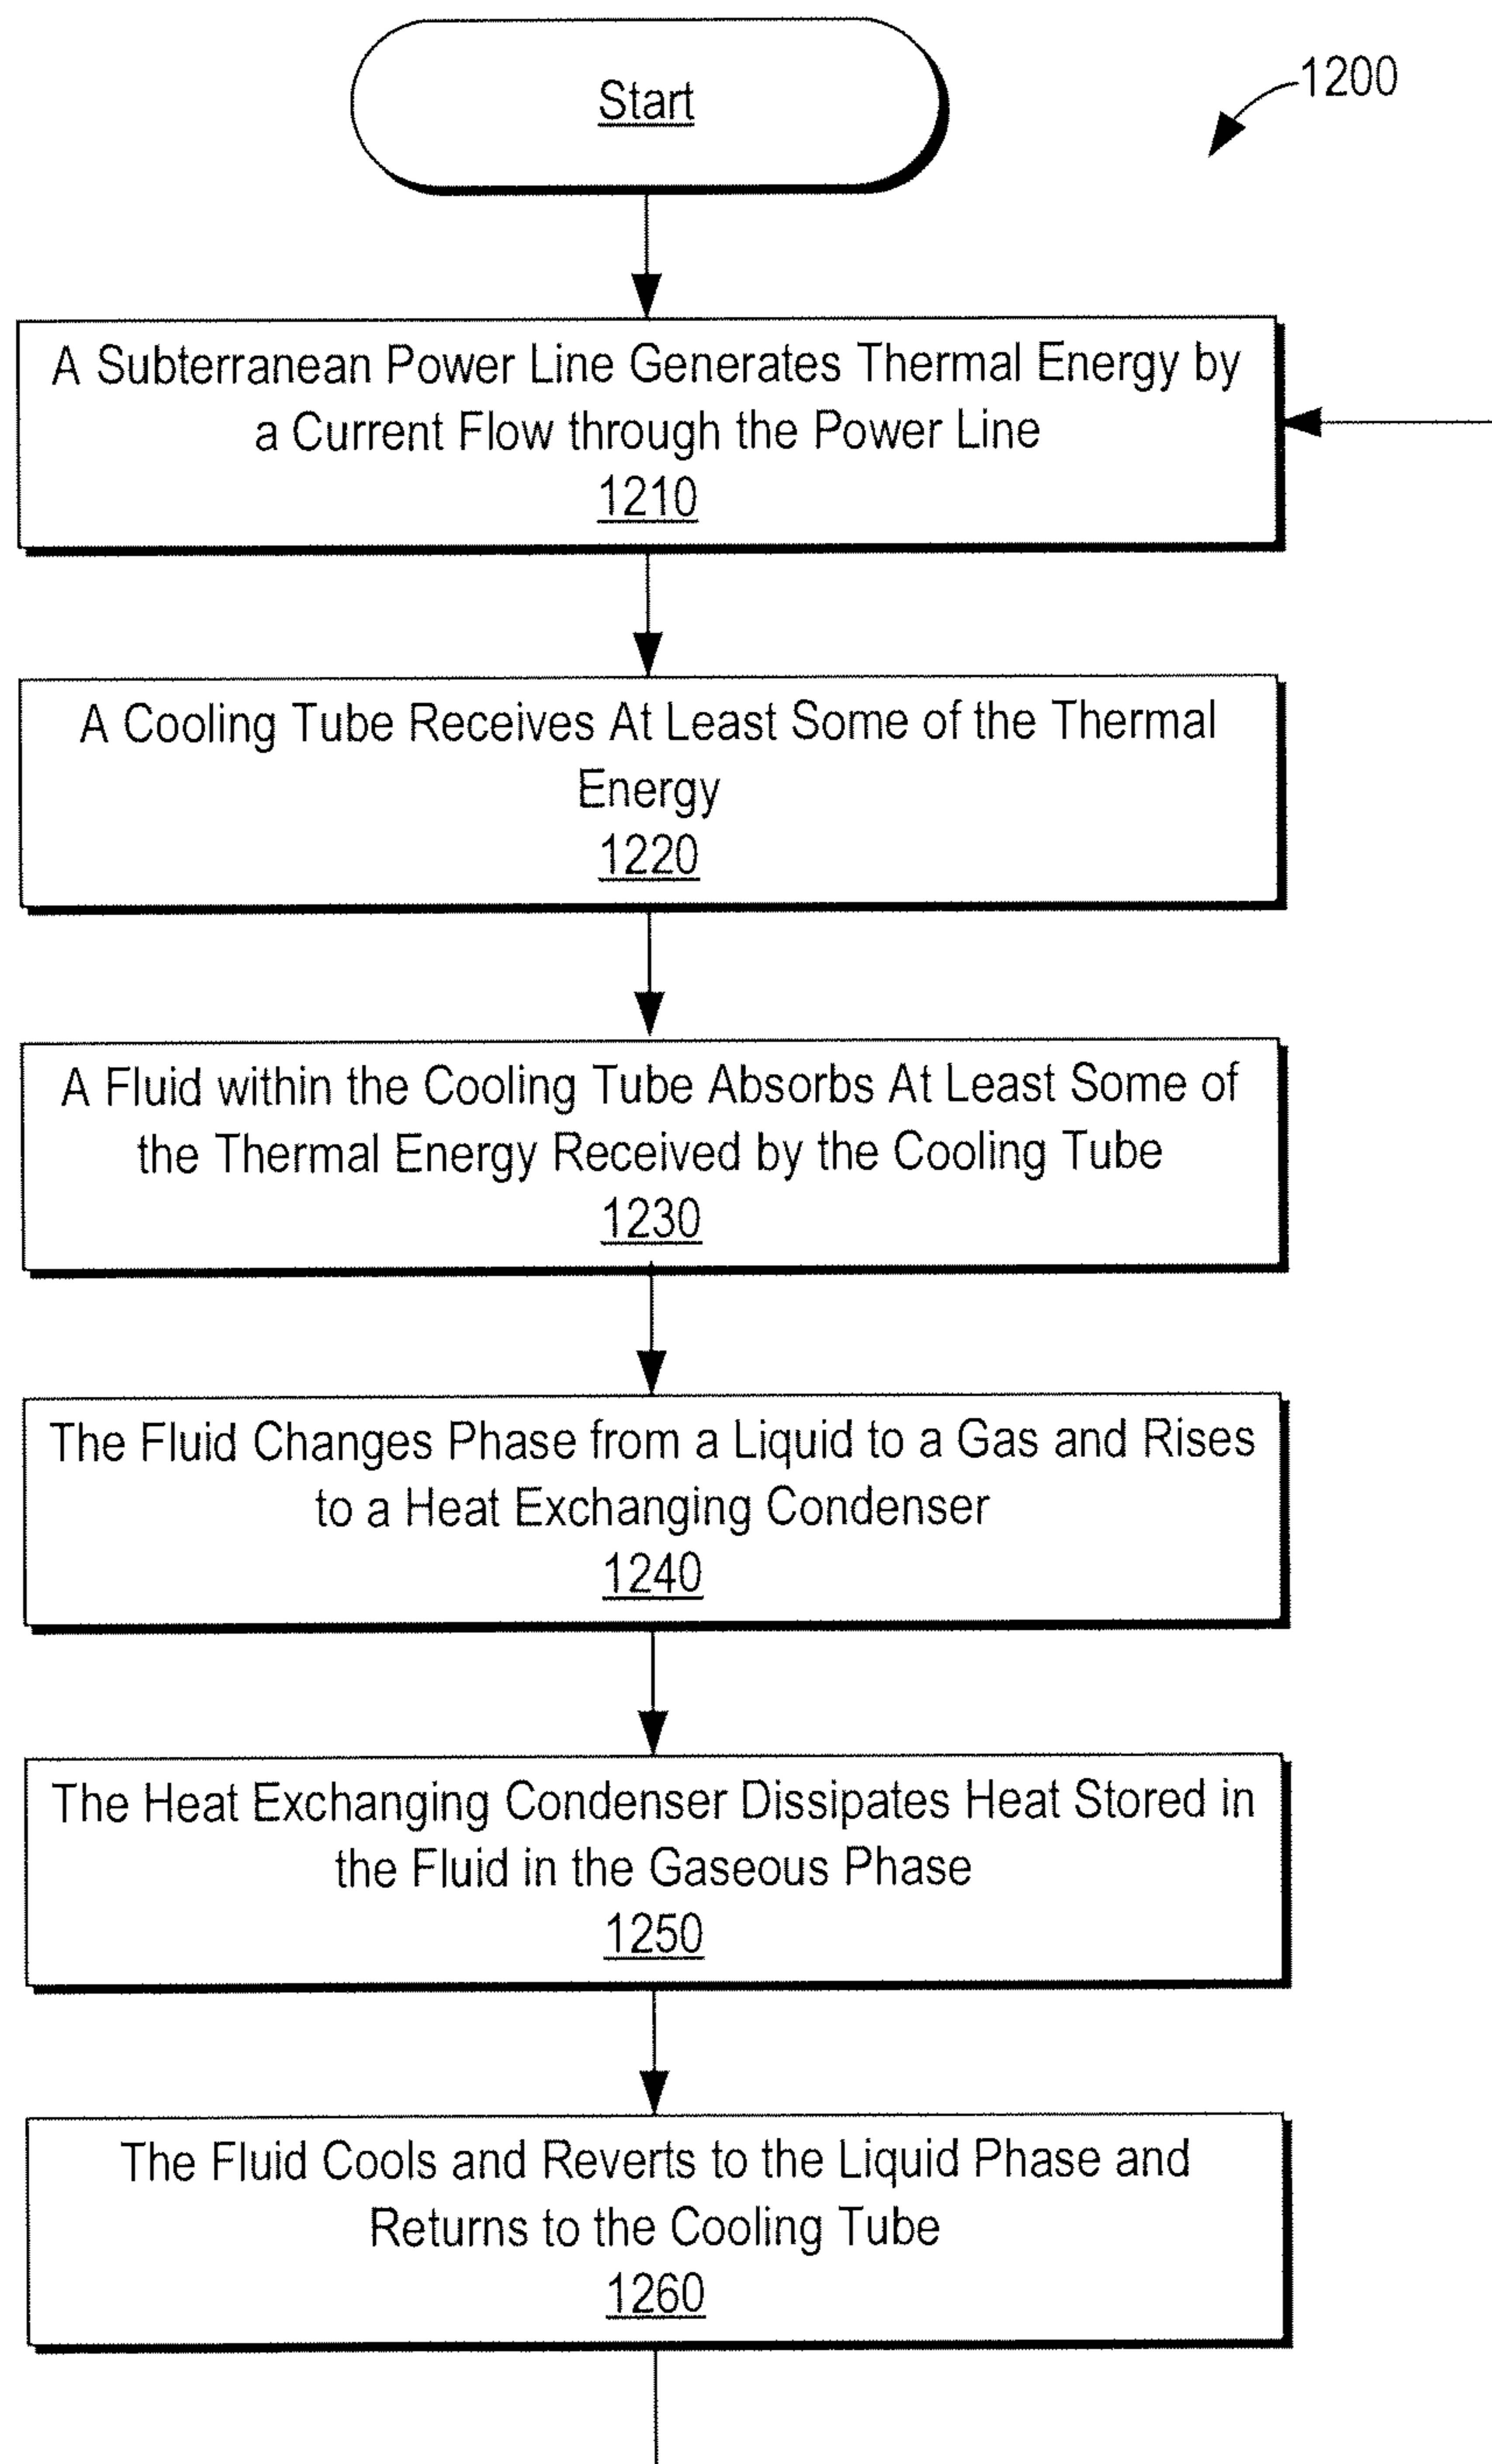 Start
1200
A Subterranean Power Line Generates Thermal Energy by
a Current Flow through the Power Line
1210
A Cooling Tube Receives At Least Some of the Thermal
Energy
1220
A Fluid within the Cooling Tube Absorbs At Least Some of
the Thermal Energy Received by the Cooling Tube
1230
The Fluid Changes Phase from a Liquid to a Gas and Rises
to a Heat Exchanging Condenser
1240
The Heat Exchanging Condenser Dissipates Heat Stored in
the Fluid in the Gaseous Phase
1250
The Fluid Cools and Reverts to the Liquid Phase and
Returns to the Cooling Tube
1260